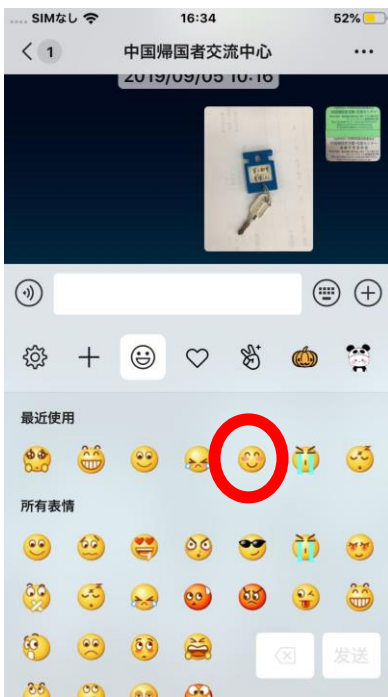 .... SIMなし 16:34 52%
1 中国帰国者交流中心 ...
2019/09/05 10:16
最近使用
所有表情
发送